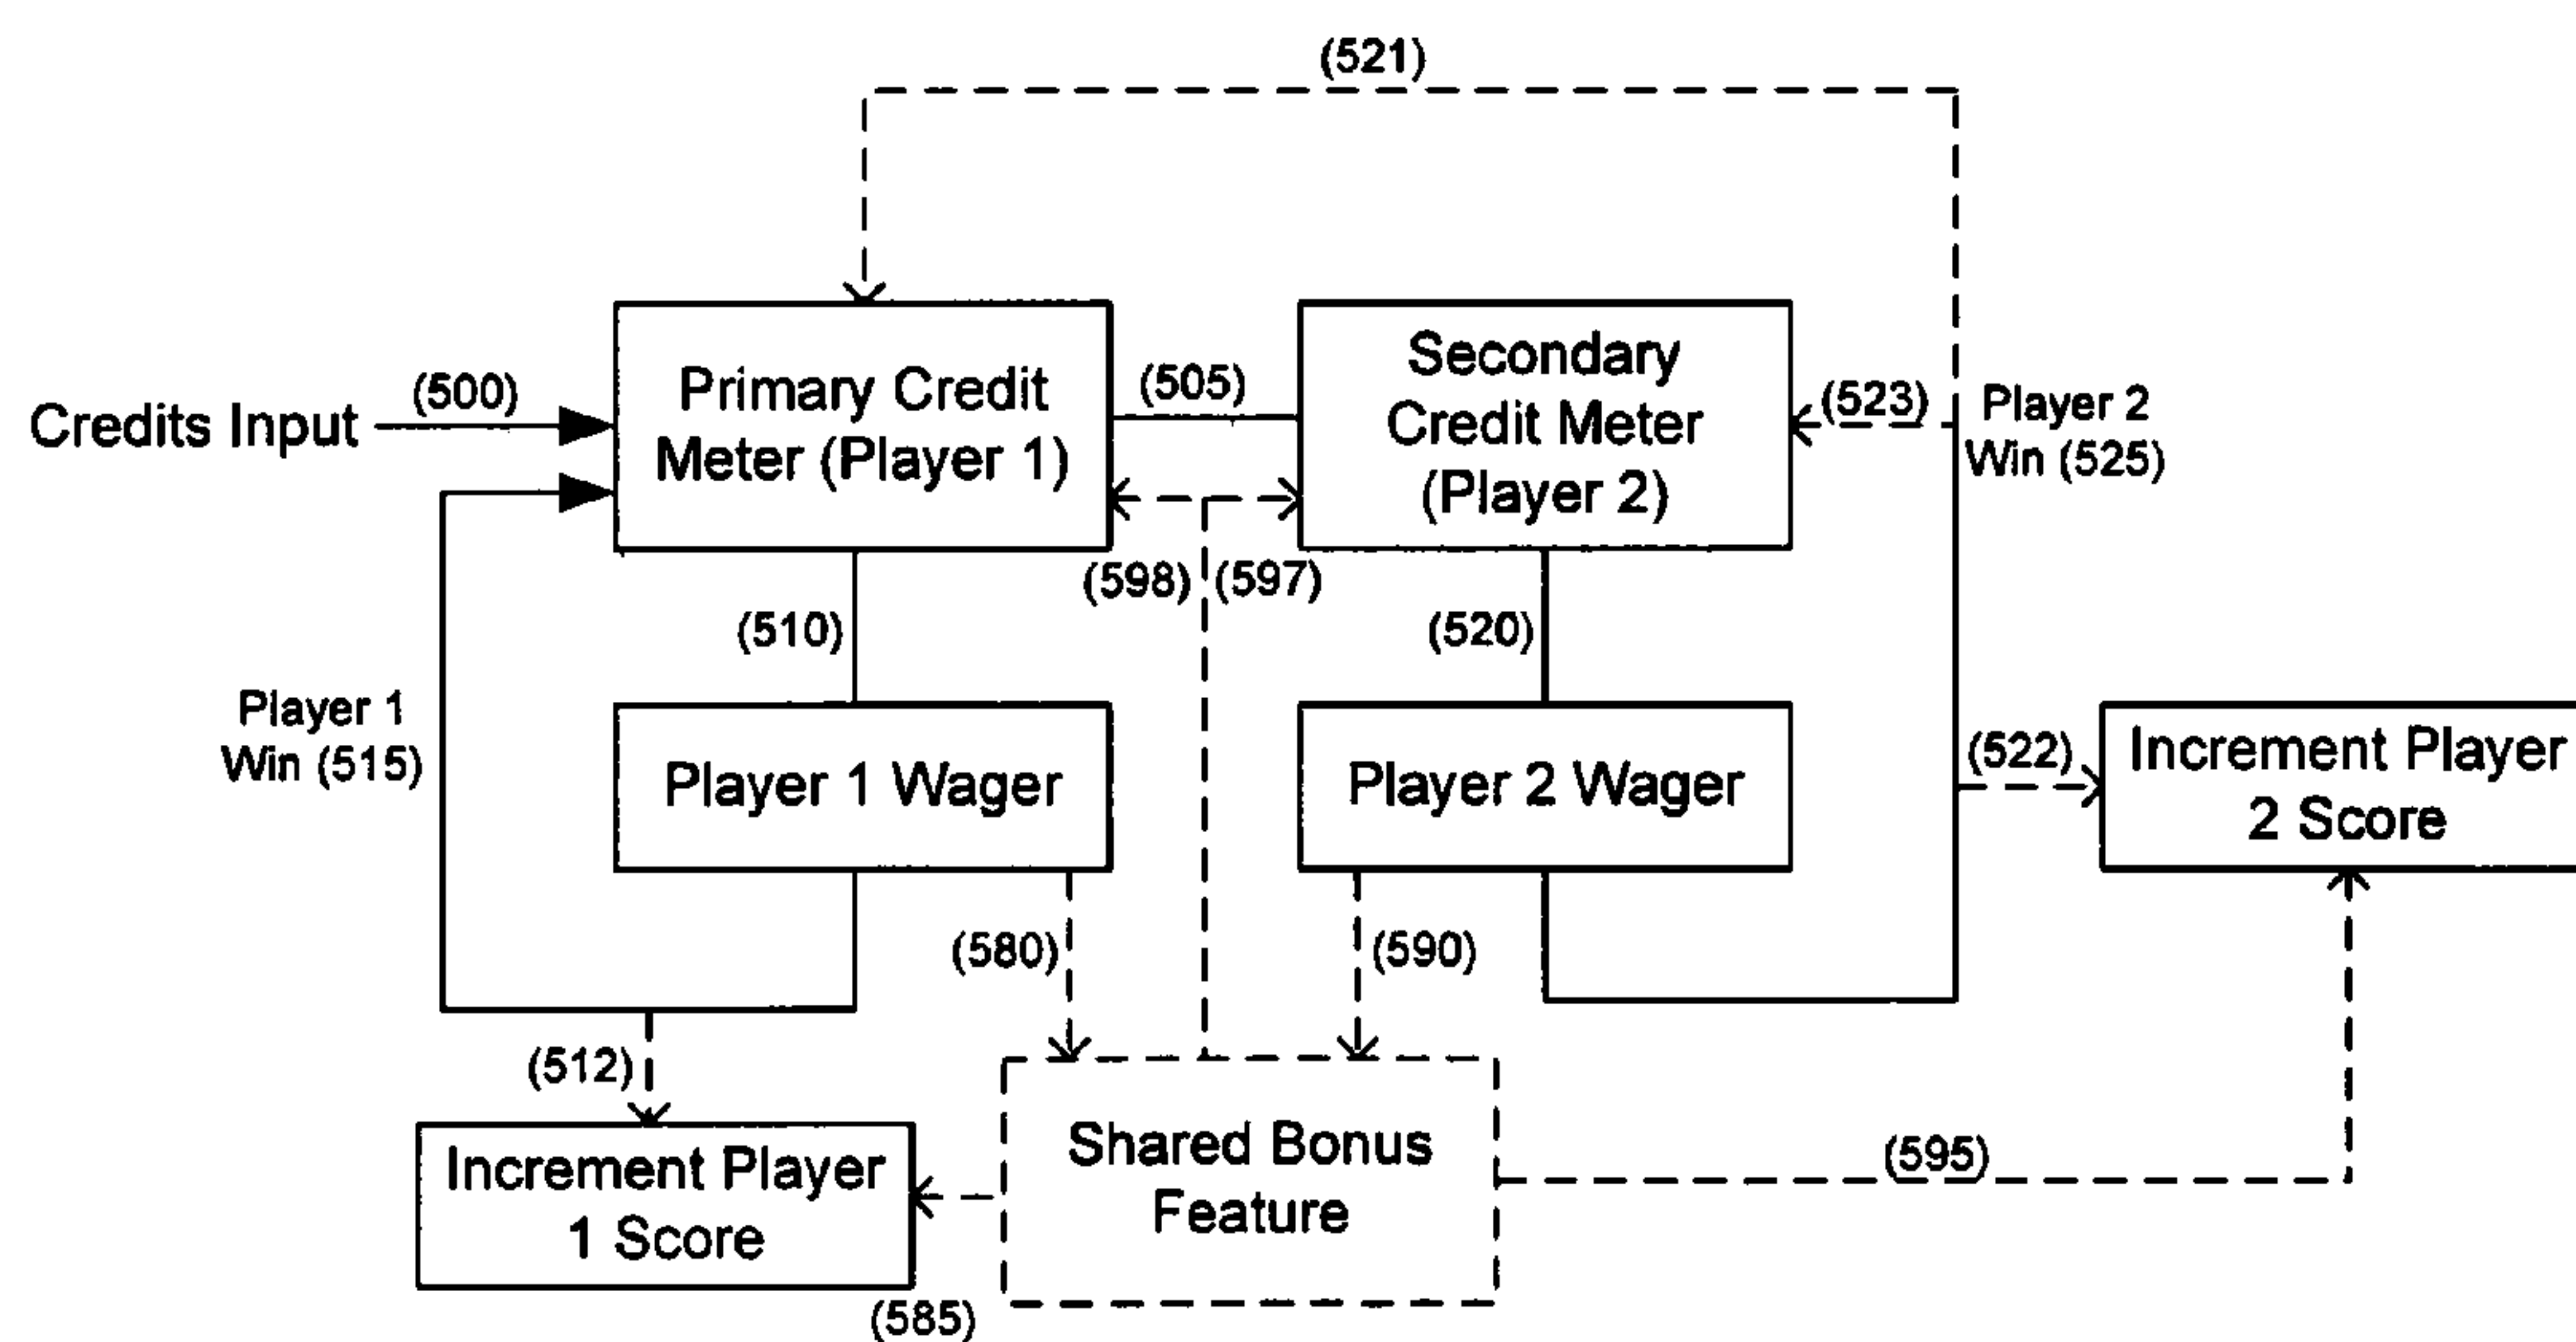 (521)
Credits Input
(500)
Primary Credit
Meter (Player 1)
(505)
Secondary
Credit Meter
(Player 2)
(523)
Player 2
Win (525)
(598)
(597)
(510)
(520)
Player 1
Win (515)
Player 1 Wager
Player 2 Wager
(522)
Increment Player
2 Score
(580)
(590)
(512)
Increment Player
1 Score
(585)
Shared Bonus
Feature
(595)